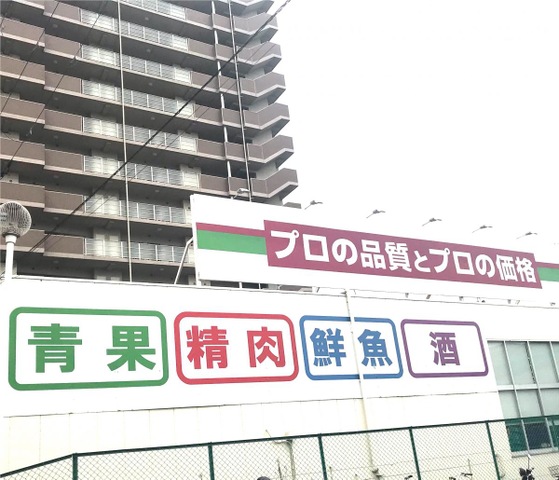 プロの品質とプロの価格
青果
精肉
鮮魚
酒